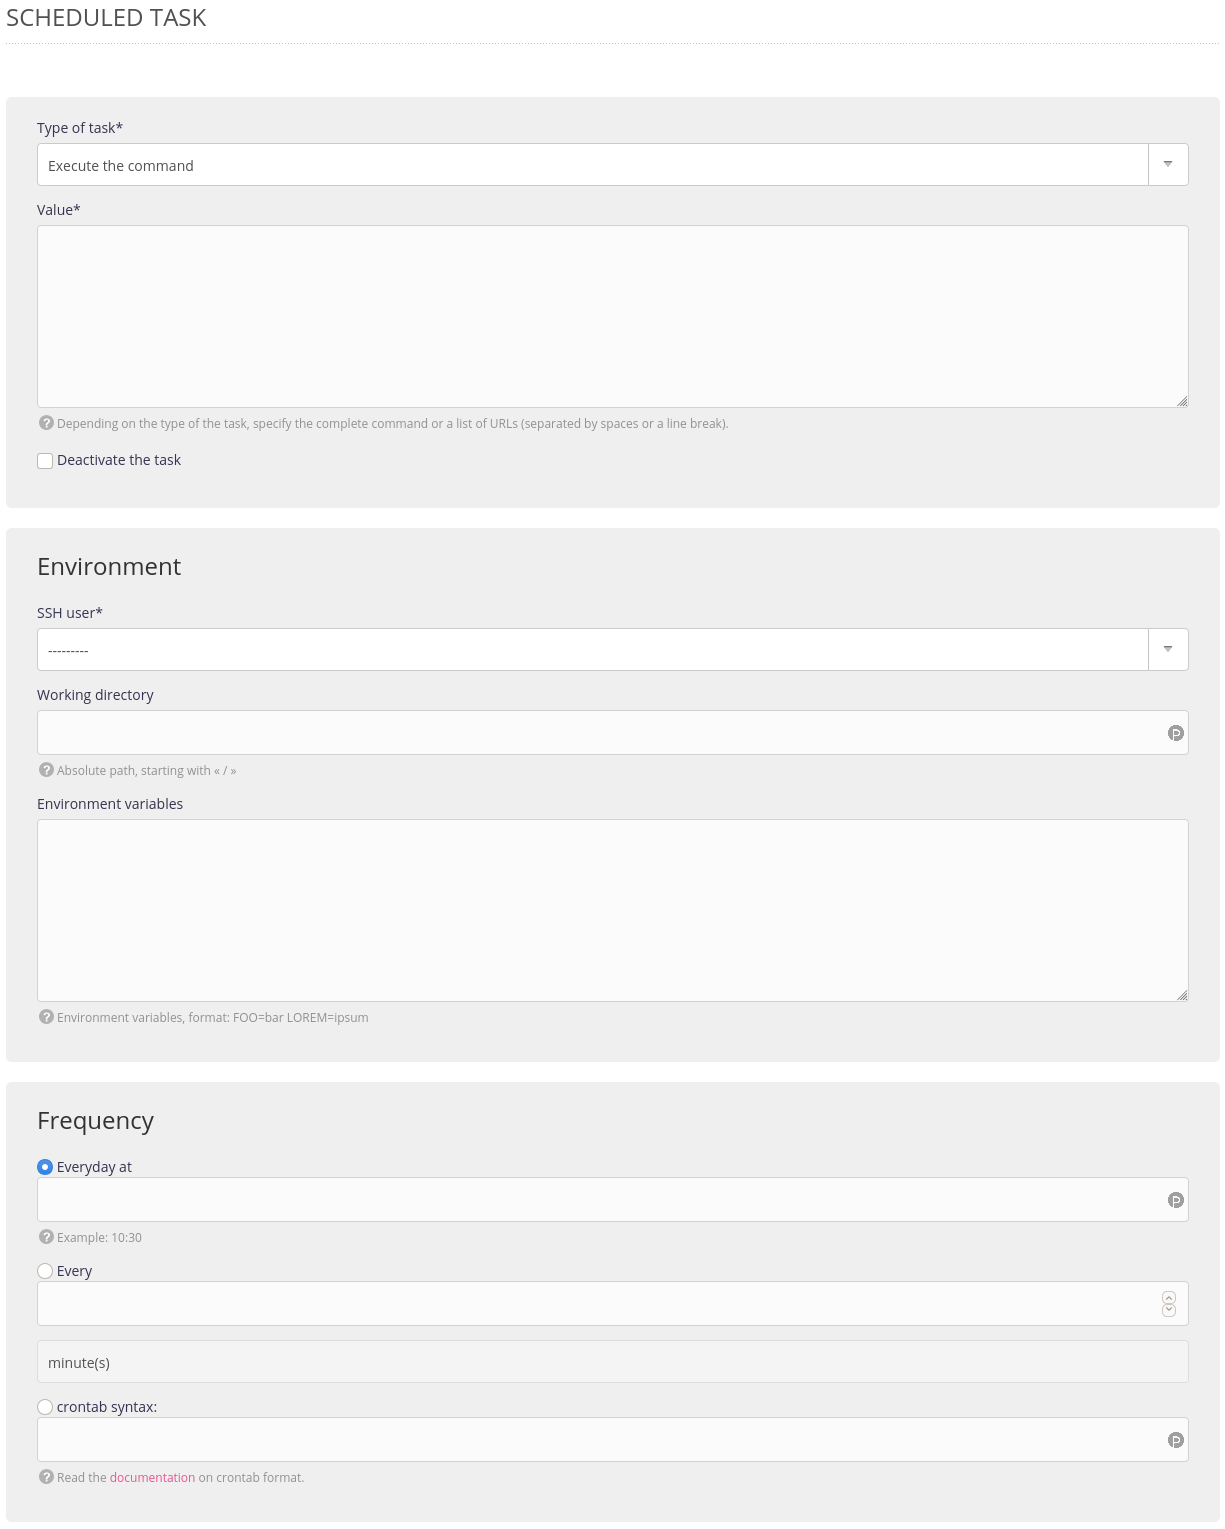 SCHEDULED TASK
Type of task*
Execute the command
Value*
Depending on the type of the task, specify the complete command or a list of URLs (separated by spaces or a line break).
Deactivate the task
Environment
SSH user*
---------
Working directory
Absolute path, starting with « / »
Environment variables
Environment variables, format: FOO=bar LOREM=ipsum
Frequency
Everyday at
Example: 10:30
Every
minute(s)
crontab syntax:
Read the documentation on crontab format.